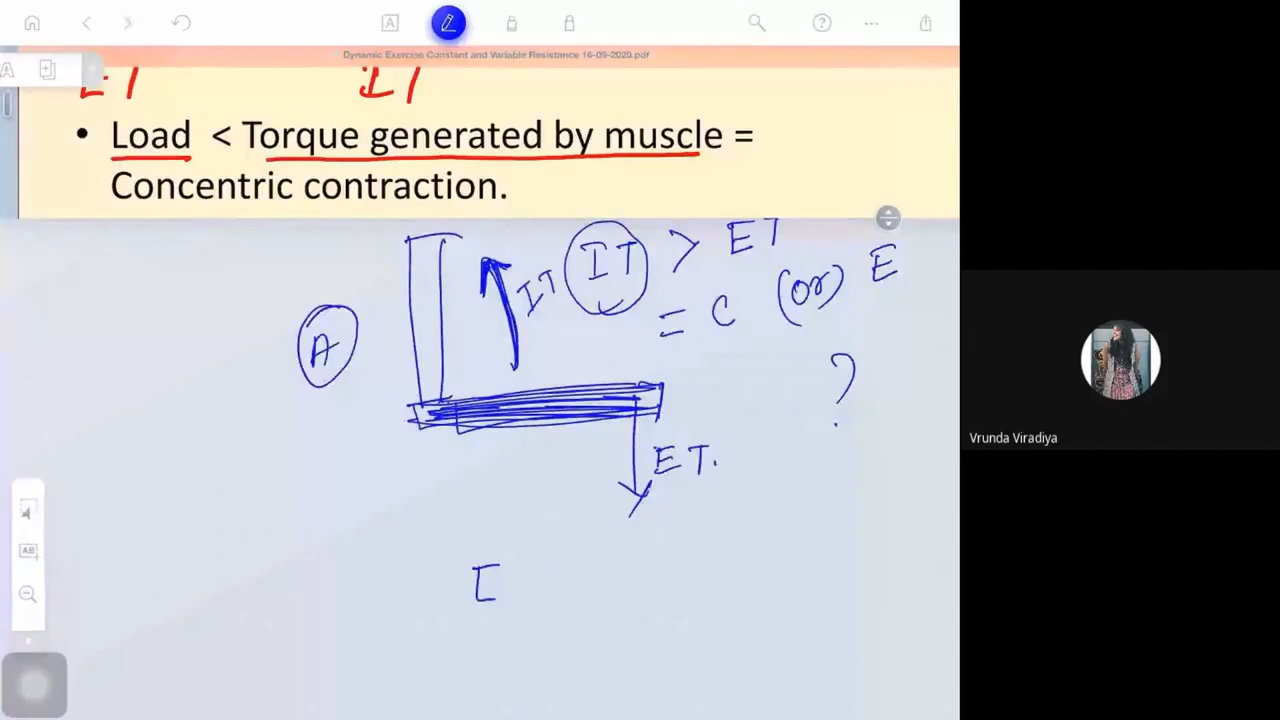 Dynamic Exercise Constant and Variable Resistance 16-09-2020.pdf
ET IT
• Load < Torque generated by muscle =
Concentric contraction.
IT > ET
IT
= C (or) E
A
?
ET.
E
Vrunda Viradiya